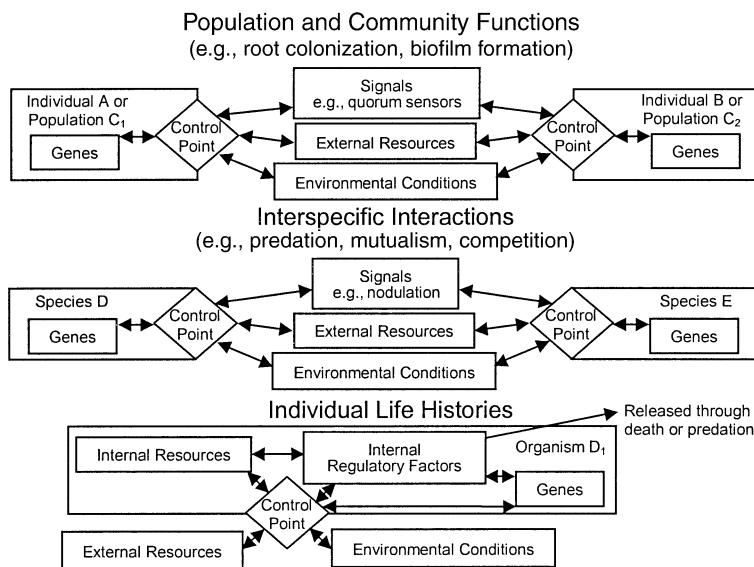 Population and Community Functions
(e.g., root colonization, biofilm formation)
Individual A or
Population C₁
Genes
Control
Point
Signals
e.g., quorum sensors
External Resources
Environmental Conditions
Control
Point
Individual B or
Population C₂
Genes
Interspecific Interactions
(e.g., predation, mutualism, competition)
Species D
Genes
Control
Point
Signals
e.g., nodulation
External Resources
Environmental Conditions
Control
Point
Species E
Genes
Individual Life Histories
Released through
death or predation
Internal Resources
Internal
Regulatory Factors
Organism D₁
Genes
Control
Point
External Resources
Environmental Conditions